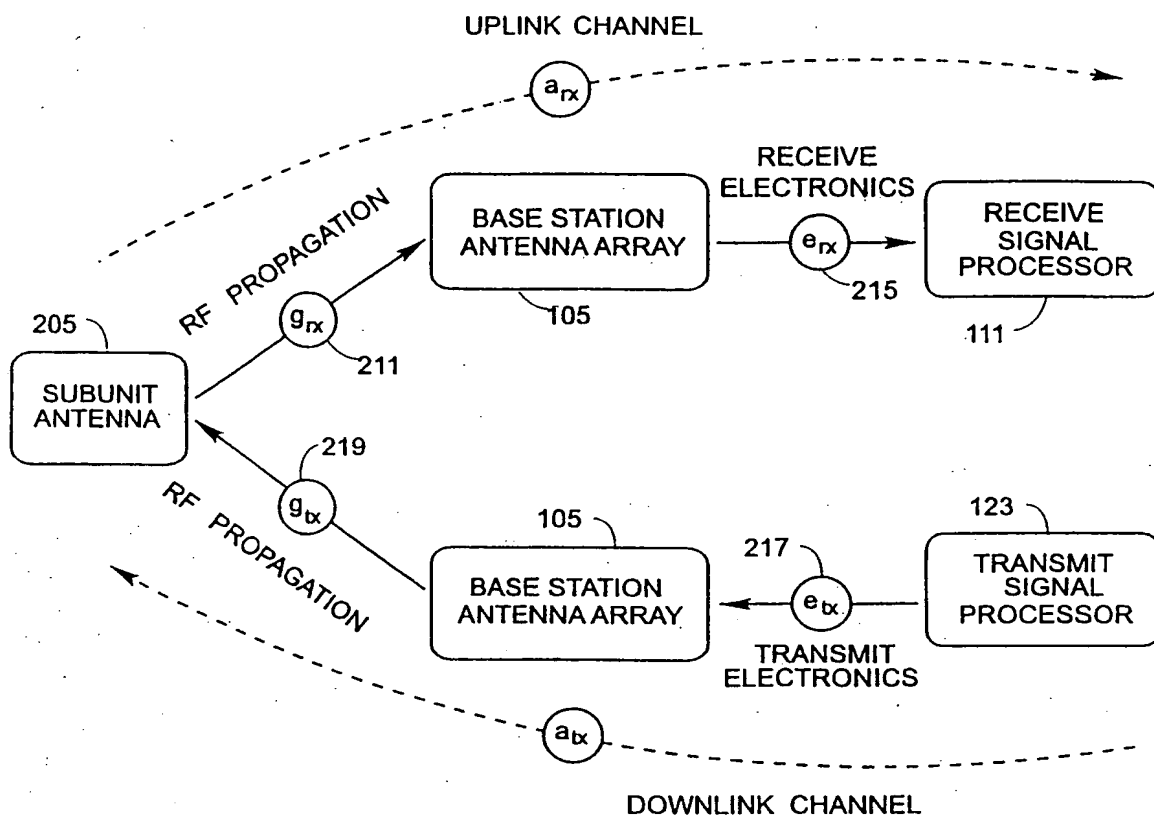 UPLINK CHANNEL
a_rx
RF PROPAGATION
BASE STATION
ANTENNA ARRAY
105
RECEIVE
ELECTRONICS
e_rx
215
RECEIVE
SIGNAL
PROCESSOR
111
g_rx
211
205
SUBUNIT
ANTENNA
219
g_tx
RF PROPAGATION
105
BASE STATION
ANTENNA ARRAY
217
e_tx
TRANSMIT
ELECTRONICS
123
TRANSMIT
SIGNAL
PROCESSOR
a_tx
DOWNLINK CHANNEL